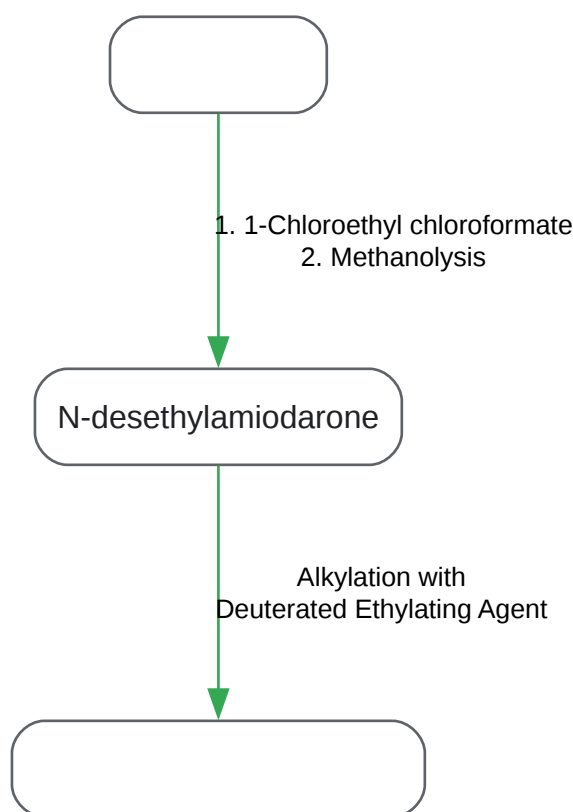 1. 1-Chloroethyl chloroformate
2. Methanolysis
N-desethylamiodarone
Alkylation with
Deuterated Ethylating Agent